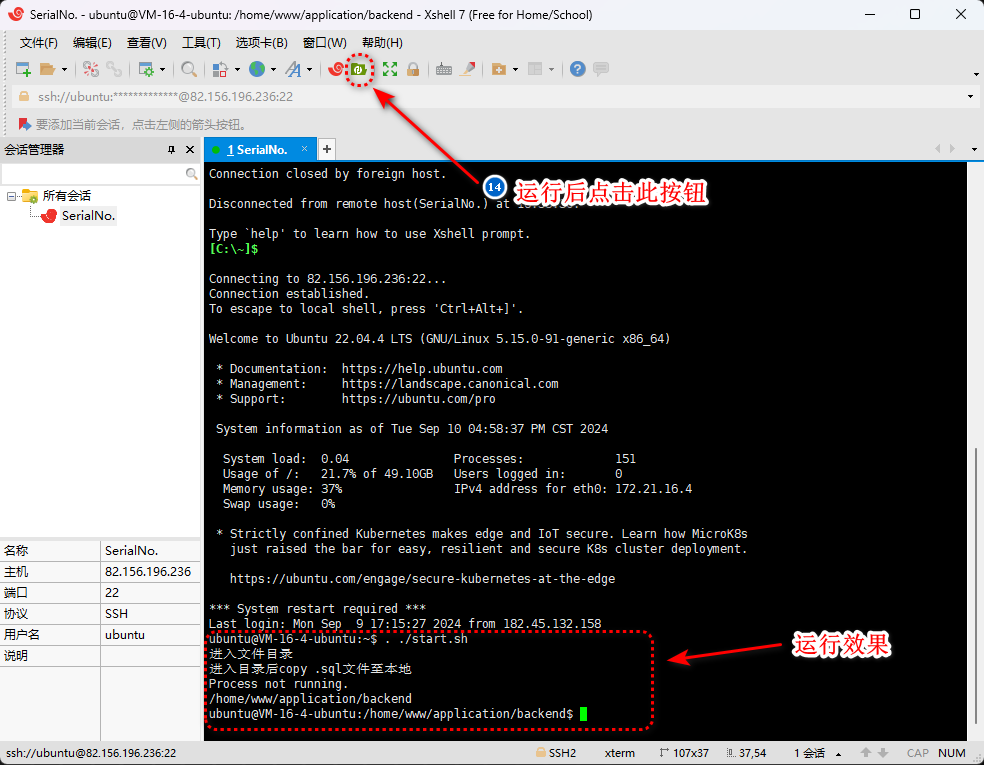 SerialNo. - ubuntu@VM-16-4-ubuntu: /home/www/application/backend - Xshell 7 (Free for Home/School)
文件(F) 编辑(E) 查看(V) 工具(T) 选项卡(B) 窗口(W) 帮助(H)
ssh://ubuntu:*************@82.156.196.236:22
要添加当前会话，点击左侧的箭头按钮。
会话管理器
所有会话
SerialNo.
名称 SerialNo.
主机 82.156.196.236
端口 22
协议 SSH
用户名 ubuntu
说明
1 SerialNo.
Connection closed by foreign host.
14 运行后点击此按钮
Disconnected from remote host(SerialNo.) at
Type `help' to learn how to use Xshell prompt.
[C:\~]$
Connecting to 82.156.196.236:22...
Connection established.
To escape to local shell, press 'Ctrl+Alt+]'.
Welcome to Ubuntu 22.04.4 LTS (GNU/Linux 5.15.0-91-generic x86_64)
* Documentation:  https://help.ubuntu.com
* Management:     https://landscape.canonical.com
* Support:        https://ubuntu.com/pro
System information as of Tue Sep 10 04:58:37 PM CST 2024
System load:  0.04               Processes:             151
Usage of /:   21.7% of 49.10GB   Users logged in:       0
Memory usage: 37%                IPv4 address for eth0: 172.21.16.4
Swap usage:   0%
* Strictly confined Kubernetes makes edge and IoT secure. Learn how MicroK8s
just raised the bar for easy, resilient and secure K8s cluster deployment.
https://ubuntu.com/engage/secure-kubernetes-at-the-edge
*** System restart required ***
Last login: Mon Sep  9 17:15:27 2024 from 182.45.132.158
ubuntu@VM-16-4-ubuntu:~$ . ./start.sh
进入文件目录
运行效果
进入目录后copy .sql文件至本地
Process not running.
/home/www/application/backend
ubuntu@VM-16-4-ubuntu:/home/www/application/backend$
ssh://ubuntu@82.156.196.236:22 SSH2 xterm 107x37 37,54 1 会话 CAP NUM